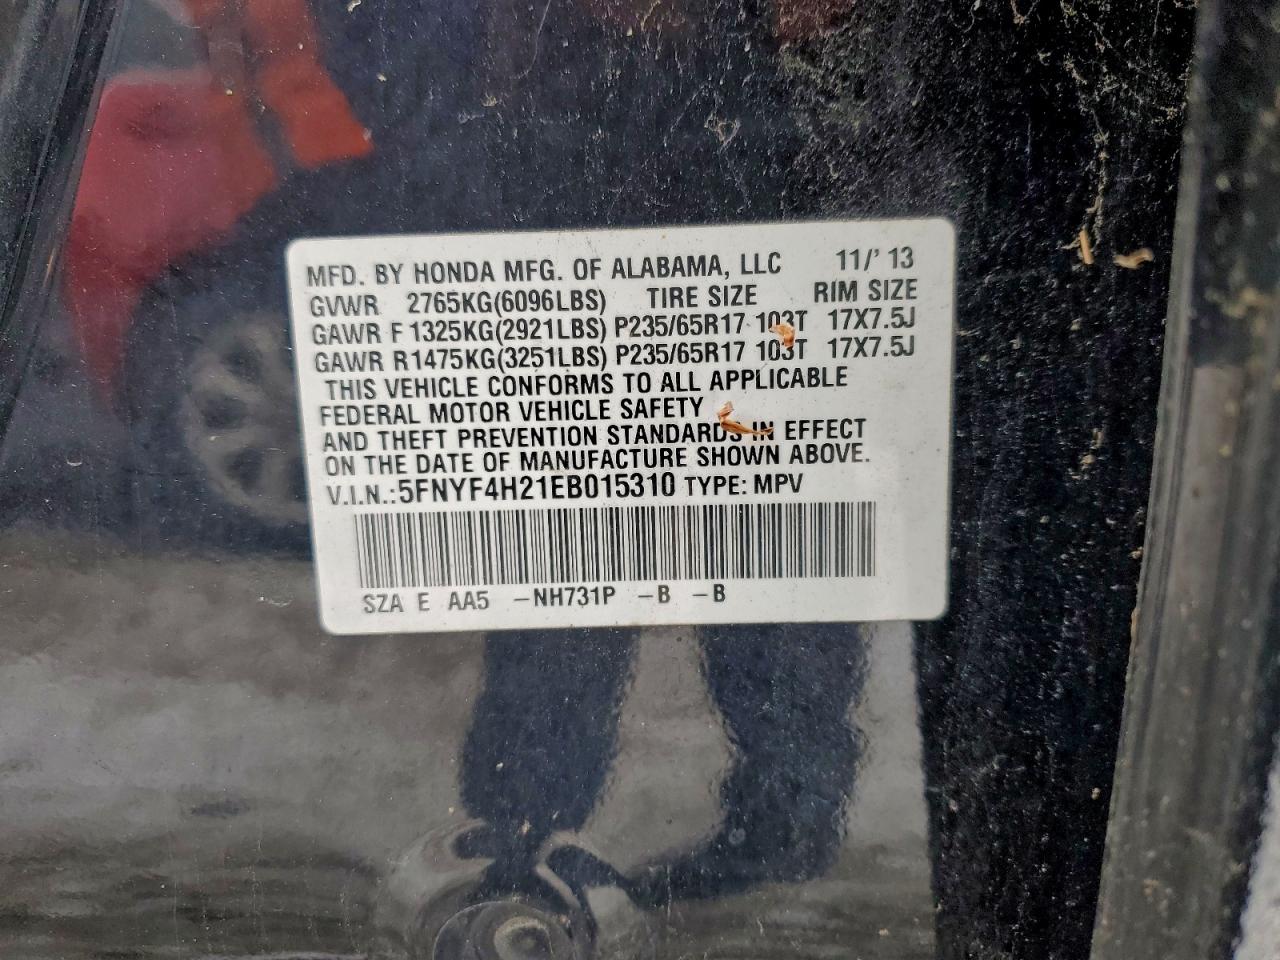 MFD. BY HONDA MFG. OF ALABAMA, LLC 11/' 13
GVWR 2765KG(6096LBS) TIRE SIZE RIM SIZE
GAWR F 1325KG(2921LBS) P235/65R17 103T 17X7.5J
GAWR R1475KG(3251LBS) P235/65R17 103T 17X7.5J
THIS VEHICLE CONFORMS TO ALL APPLICABLE
FEDERAL MOTOR VEHICLE SAFETY
AND THEFT PREVENTION STANDARDS IN EFFECT
ON THE DATE OF MANUFACTURE SHOWN ABOVE.
V.I.N.:5FNYF4H21EB015310 TYPE: MPV
SZA E AA5 -NH731P -B -B